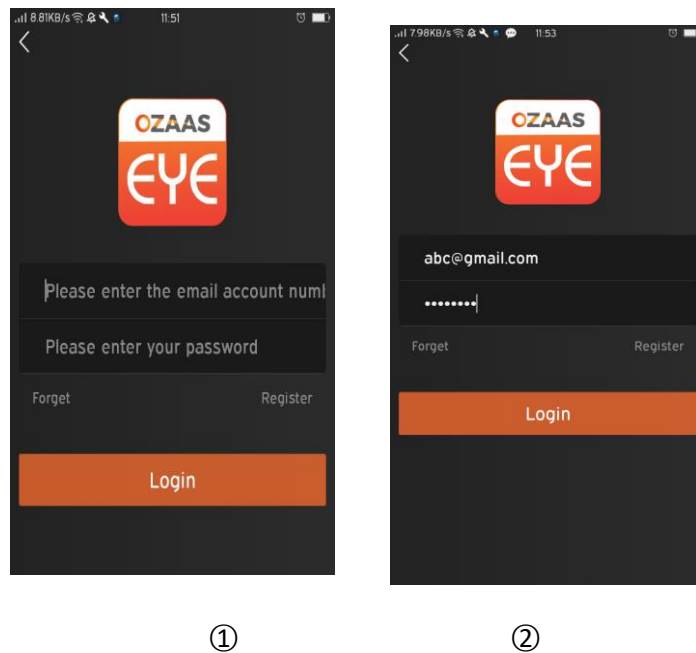 8.81KB/s 11:51
OZAAS
EYE
Please enter the email account numb
Please enter your password
Forget Register
Login
①
7.98KB/s 11:53
OZAAS
EYE
abc@gmail.com
••••••••
Forget Register
Login
②